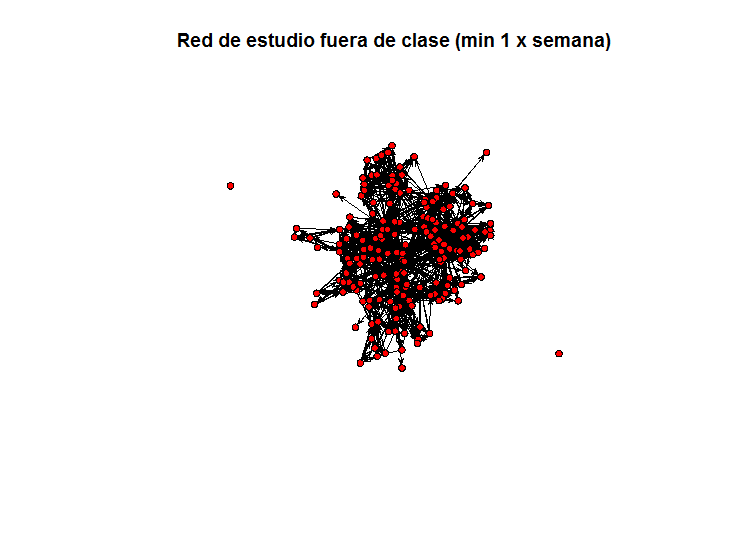 Red de estudio fuera de clase (min 1 x semana)